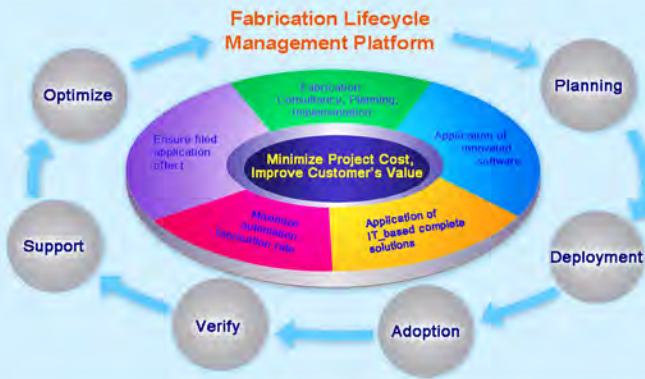 Fabrication Lifecycle
Management Platform
Optimize
Planning
Fabrication
Consultancy, Planning,
Implementation
Ensure filed
application
effect
Application of
innovated
software
Minimize Project Cost,
Improve Customer's Value
Maximize
automation
fabrication rate
Application of
IT_based complete
solutions
Support
Deployment
Verify
Adoption